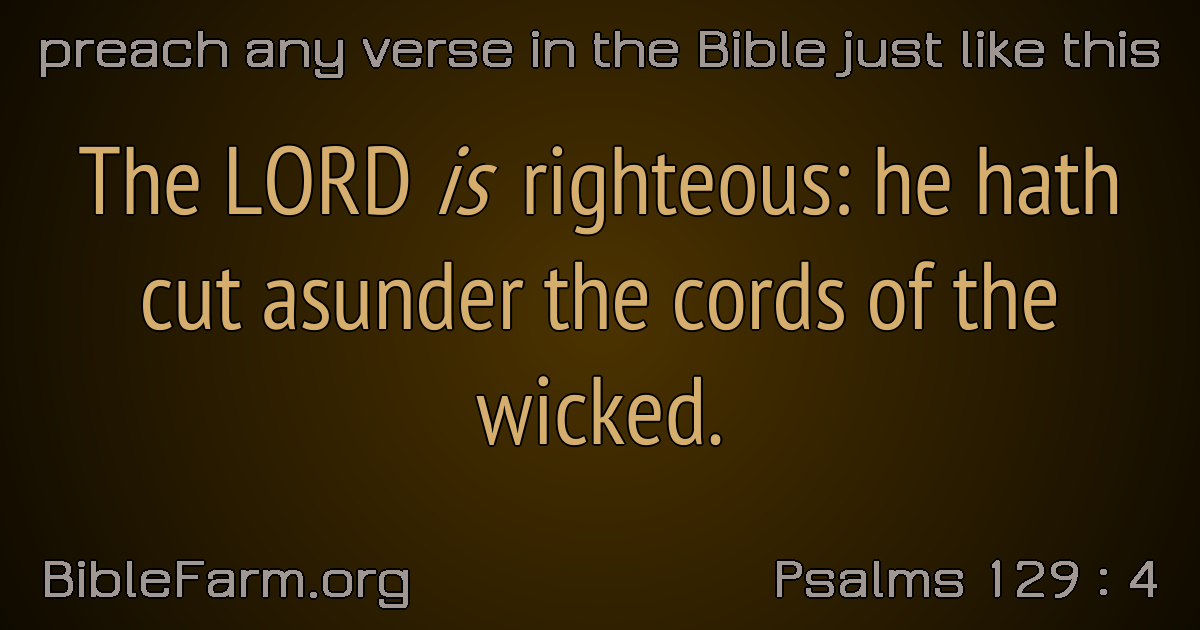 preach any verse in the Bible just like this
The LORD is righteous: he hath
cut asunder the cords of the
wicked.
BibleFarm.org
Psalms 129 : 4